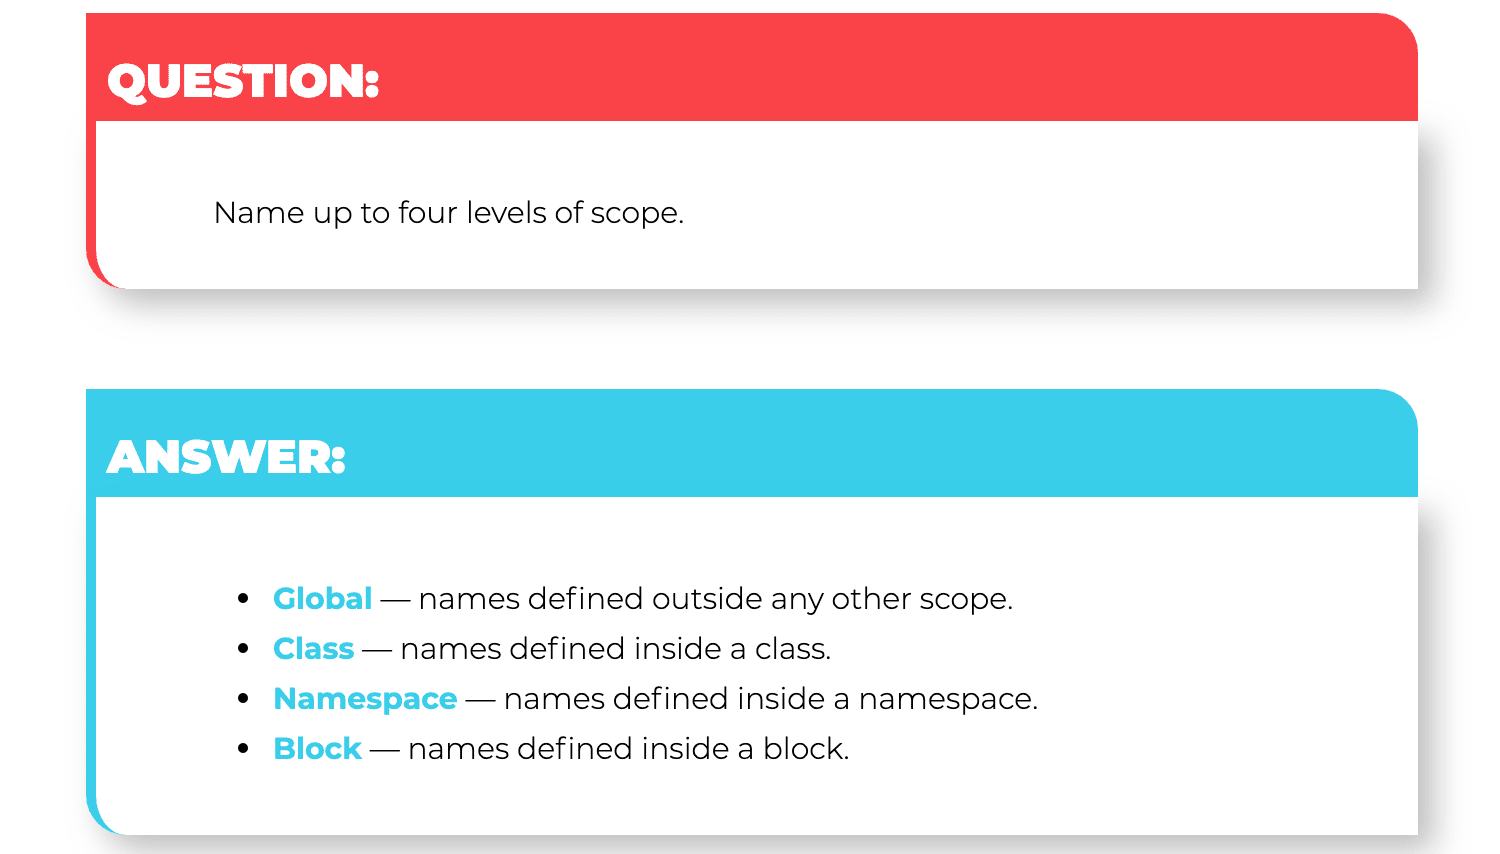 QUESTION:
Name up to four levels of scope.
ANSWER:
• Global — names defined outside any other scope.
• Class — names defined inside a class.
• Namespace — names defined inside a namespace.
• Block — names defined inside a block.